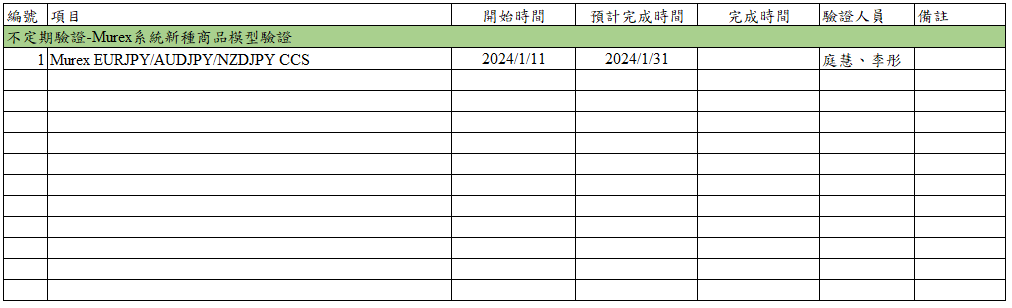 編號 項目 開始時間 預計完成時間 完成時間 驗證人員 備註
不定期驗證-Murex系統新種商品模型驗證
1 Murex EURJPY/AUDJPY/NZDJPY CCS 2024/1/11 2024/1/31 庭慧、李彤